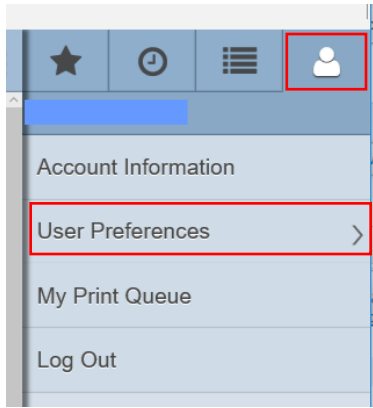 Account Information
User Preferences
My Print Queue
Log Out